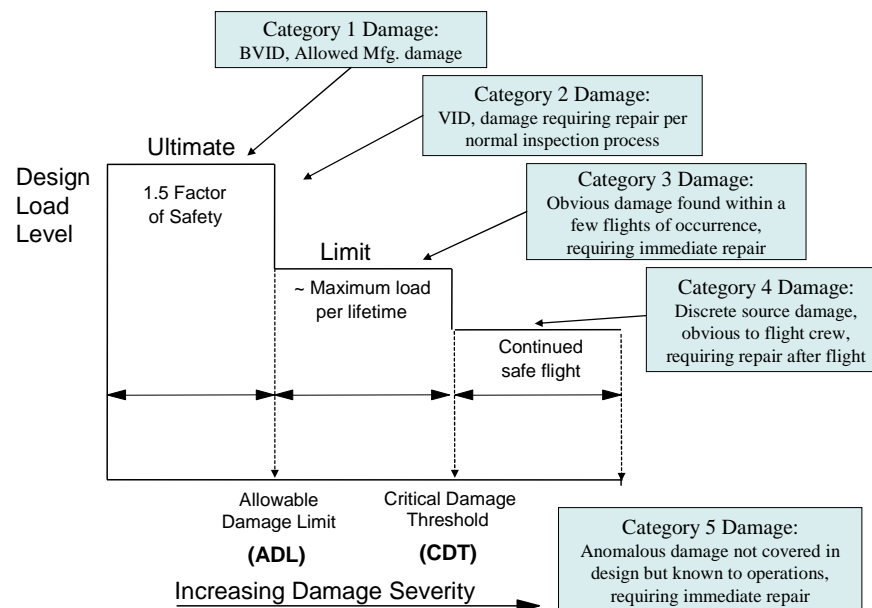 Category 1 Damage:
BVID, Allowed Mfg. damage
Category 2 Damage:
VID, damage requiring repair per
normal inspection process
Ultimate
Design
Load
Level
1.5 Factor
of Safety
Category 3 Damage:
Obvious damage found within a
few flights of occurrence,
requiring immediate repair
Limit
~ Maximum load
per lifetime
Category 4 Damage:
Discrete source damage,
obvious to flight crew,
requiring repair after flight
Continued
safe flight
Allowable
Damage Limit
(ADL)
Critical Damage
Threshold
(CDT)
Category 5 Damage:
Anomalous damage not covered in
design but known to operations,
requiring immediate repair
Increasing Damage Severity